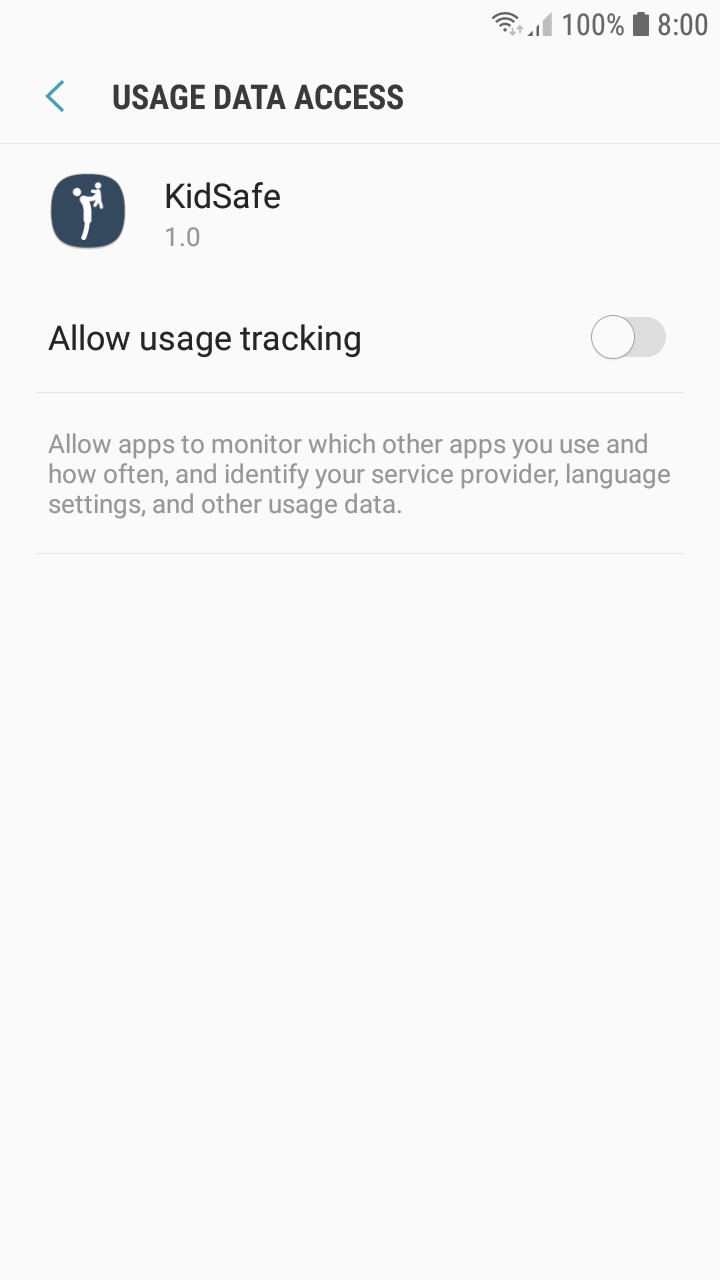 100% 8:00
USAGE DATA ACCESS
KidSafe
1.0
Allow usage tracking
Allow apps to monitor which other apps you use and
how often, and identify your service provider, language
settings, and other usage data.